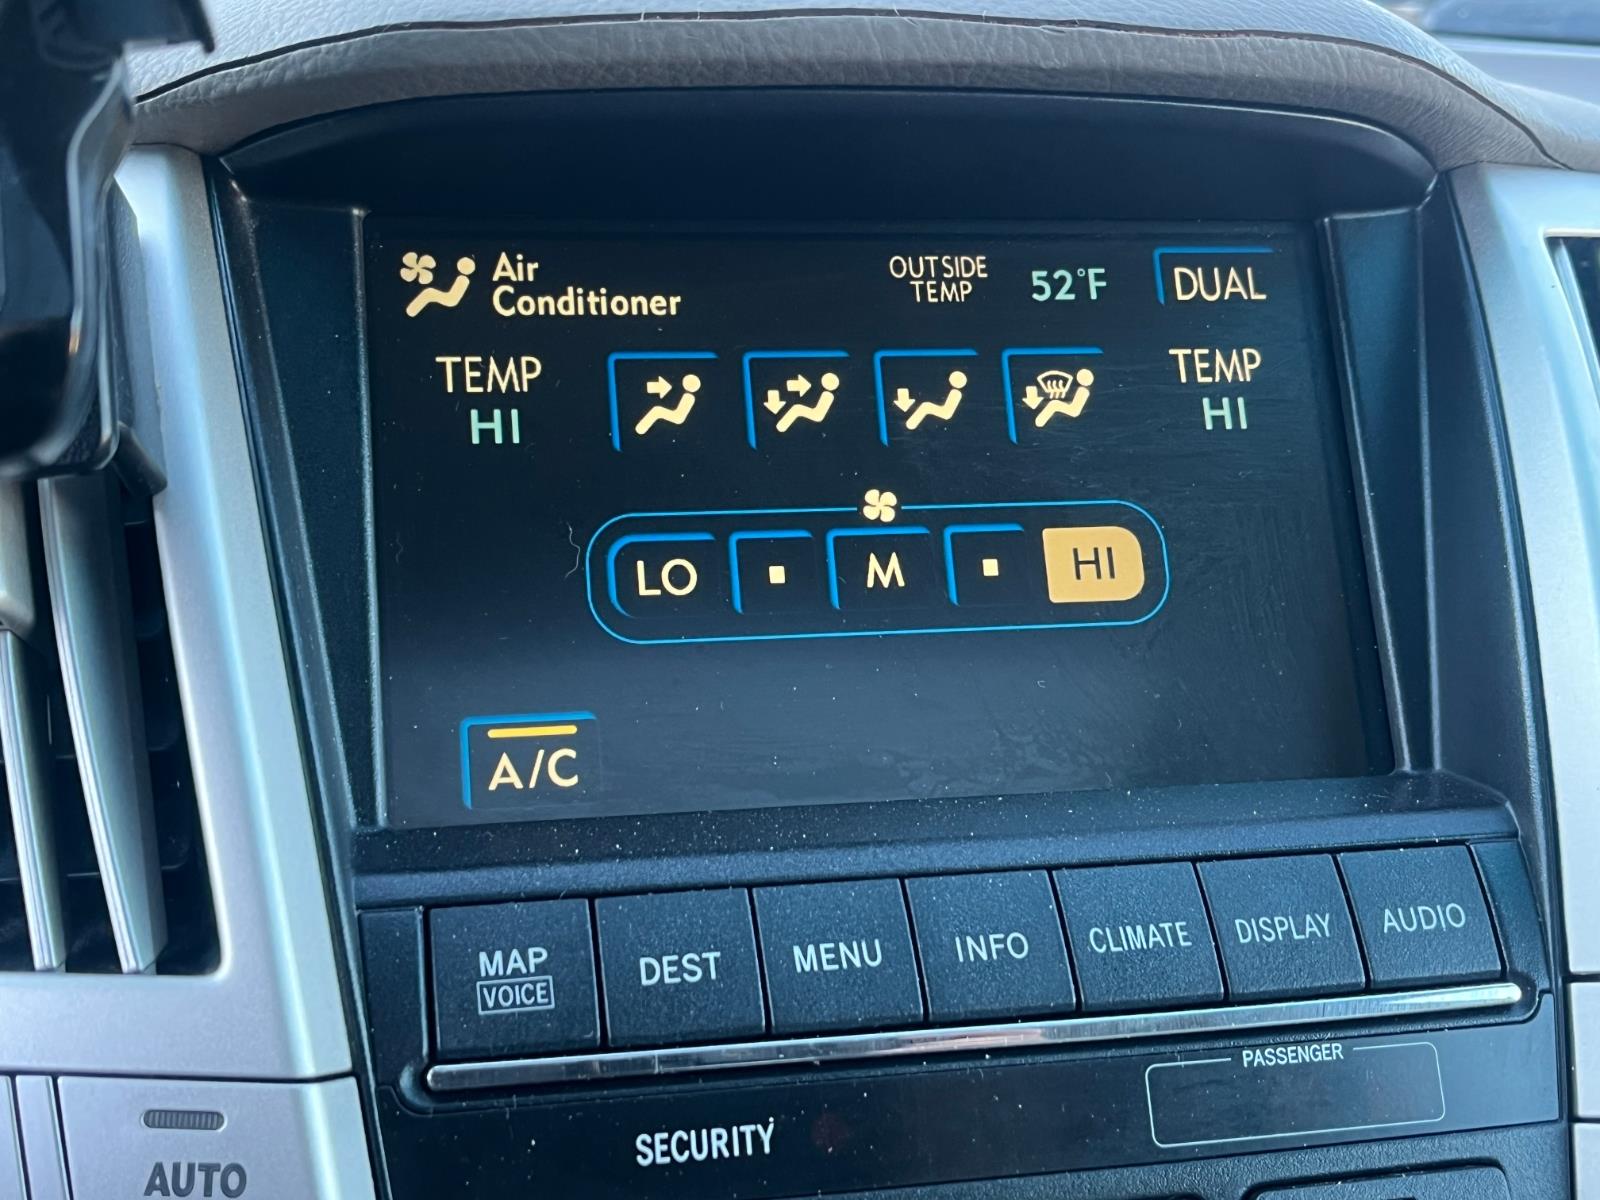 Air
Conditioner
OUTSIDE
TEMP
52°F
DUAL
TEMP
HI
TEMP
HI
LO
M
HI
A/C
MAP
VOICE
DEST
MENU
INFO
CLIMATE
DISPLAY
AUDIO
PASSENGER
SECURITY
AUTO